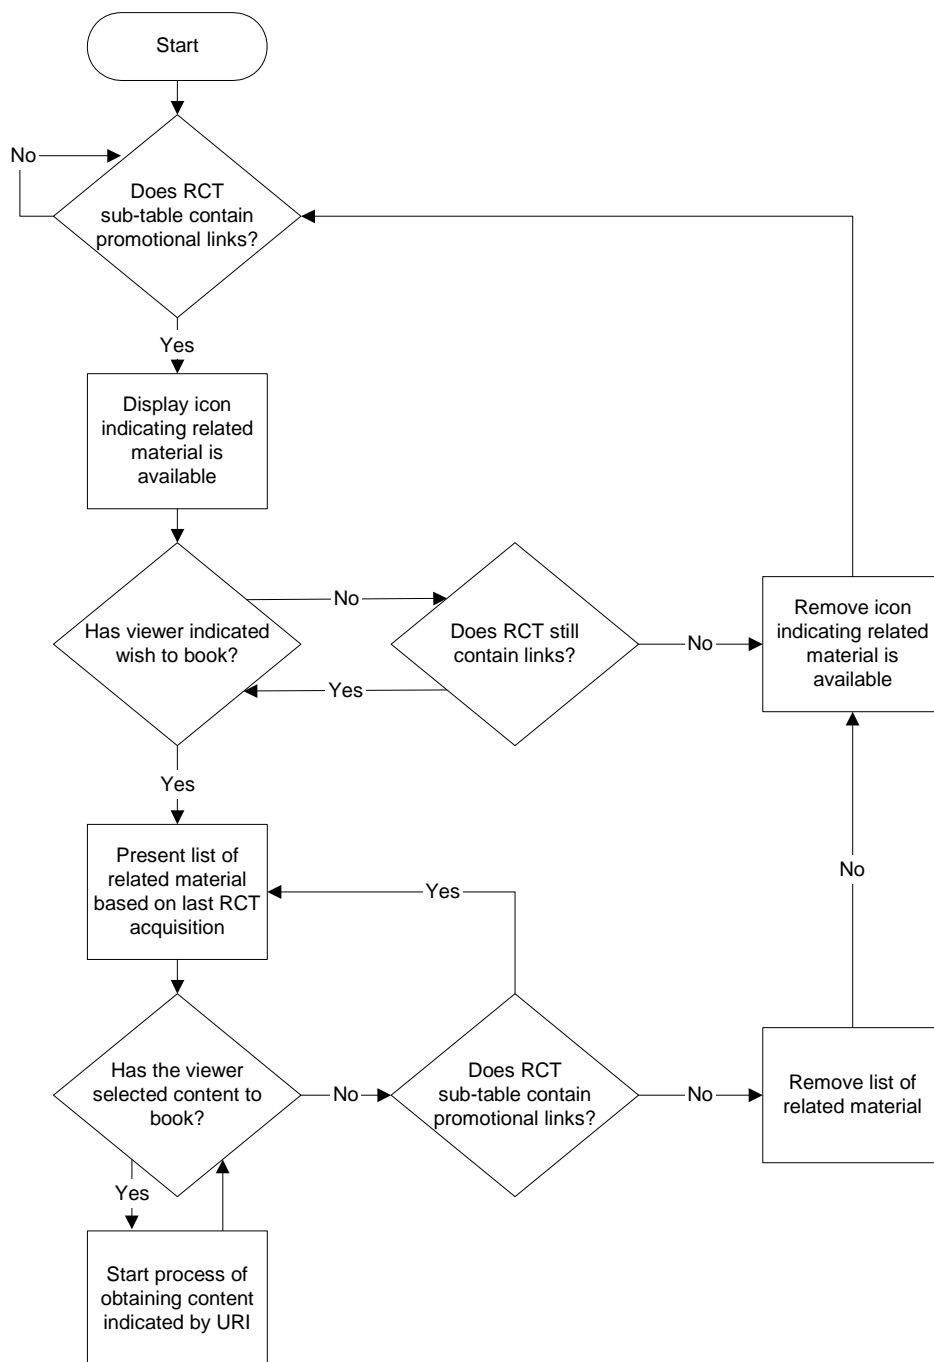 Start
No
Does RCT
sub-table contain
promotional links?
Yes
Display icon
indicating related
material is
available
Has viewer indicated
wish to book?
No
Yes
Does RCT still
contain links?
No
Remove icon
indicating related
material is
available
Yes
Present list of
related material
based on last RCT
acquisition
Yes
No
Has the viewer
selected content to
book?
No
Does RCT
sub-table contain
promotional links?
No
Remove list of
related material
Yes
Start process of
obtaining content
indicated by URI